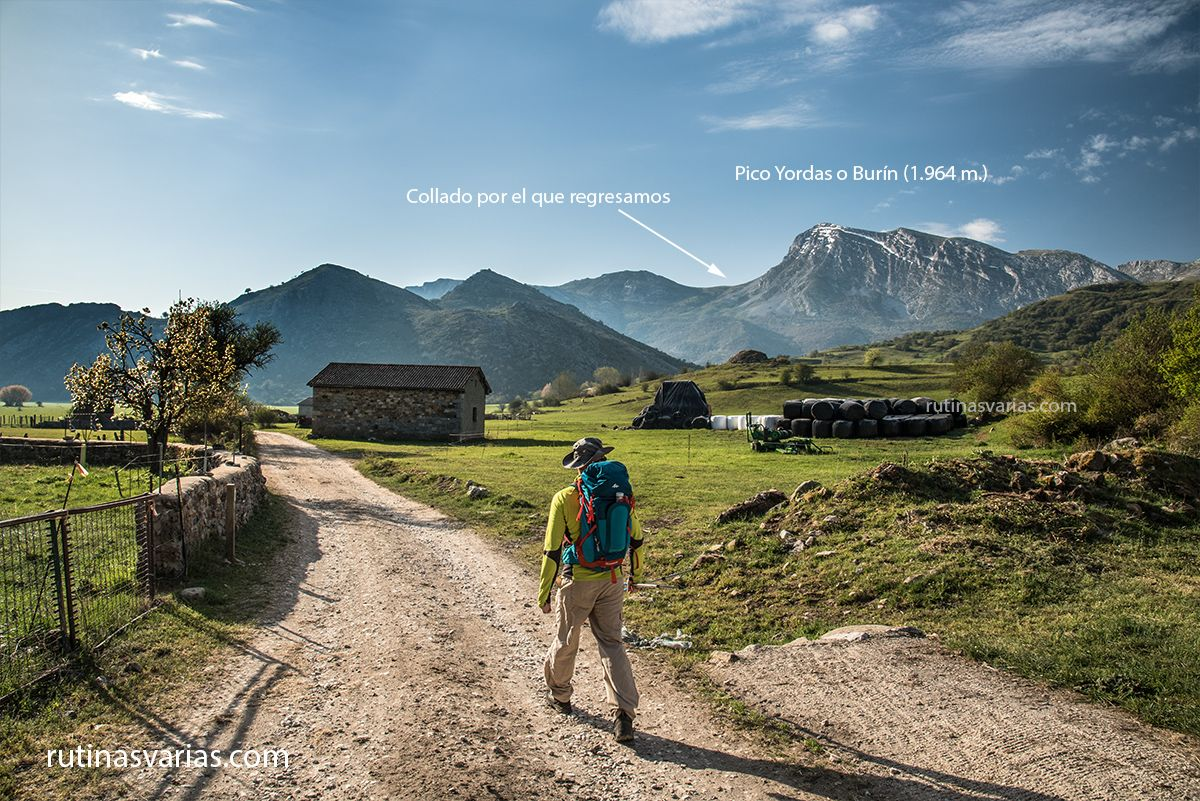 Pico Yordas o Burín (1.964 m.)
Collado por el que regresamos
rutinasvarias.com
rutinasvarias.com